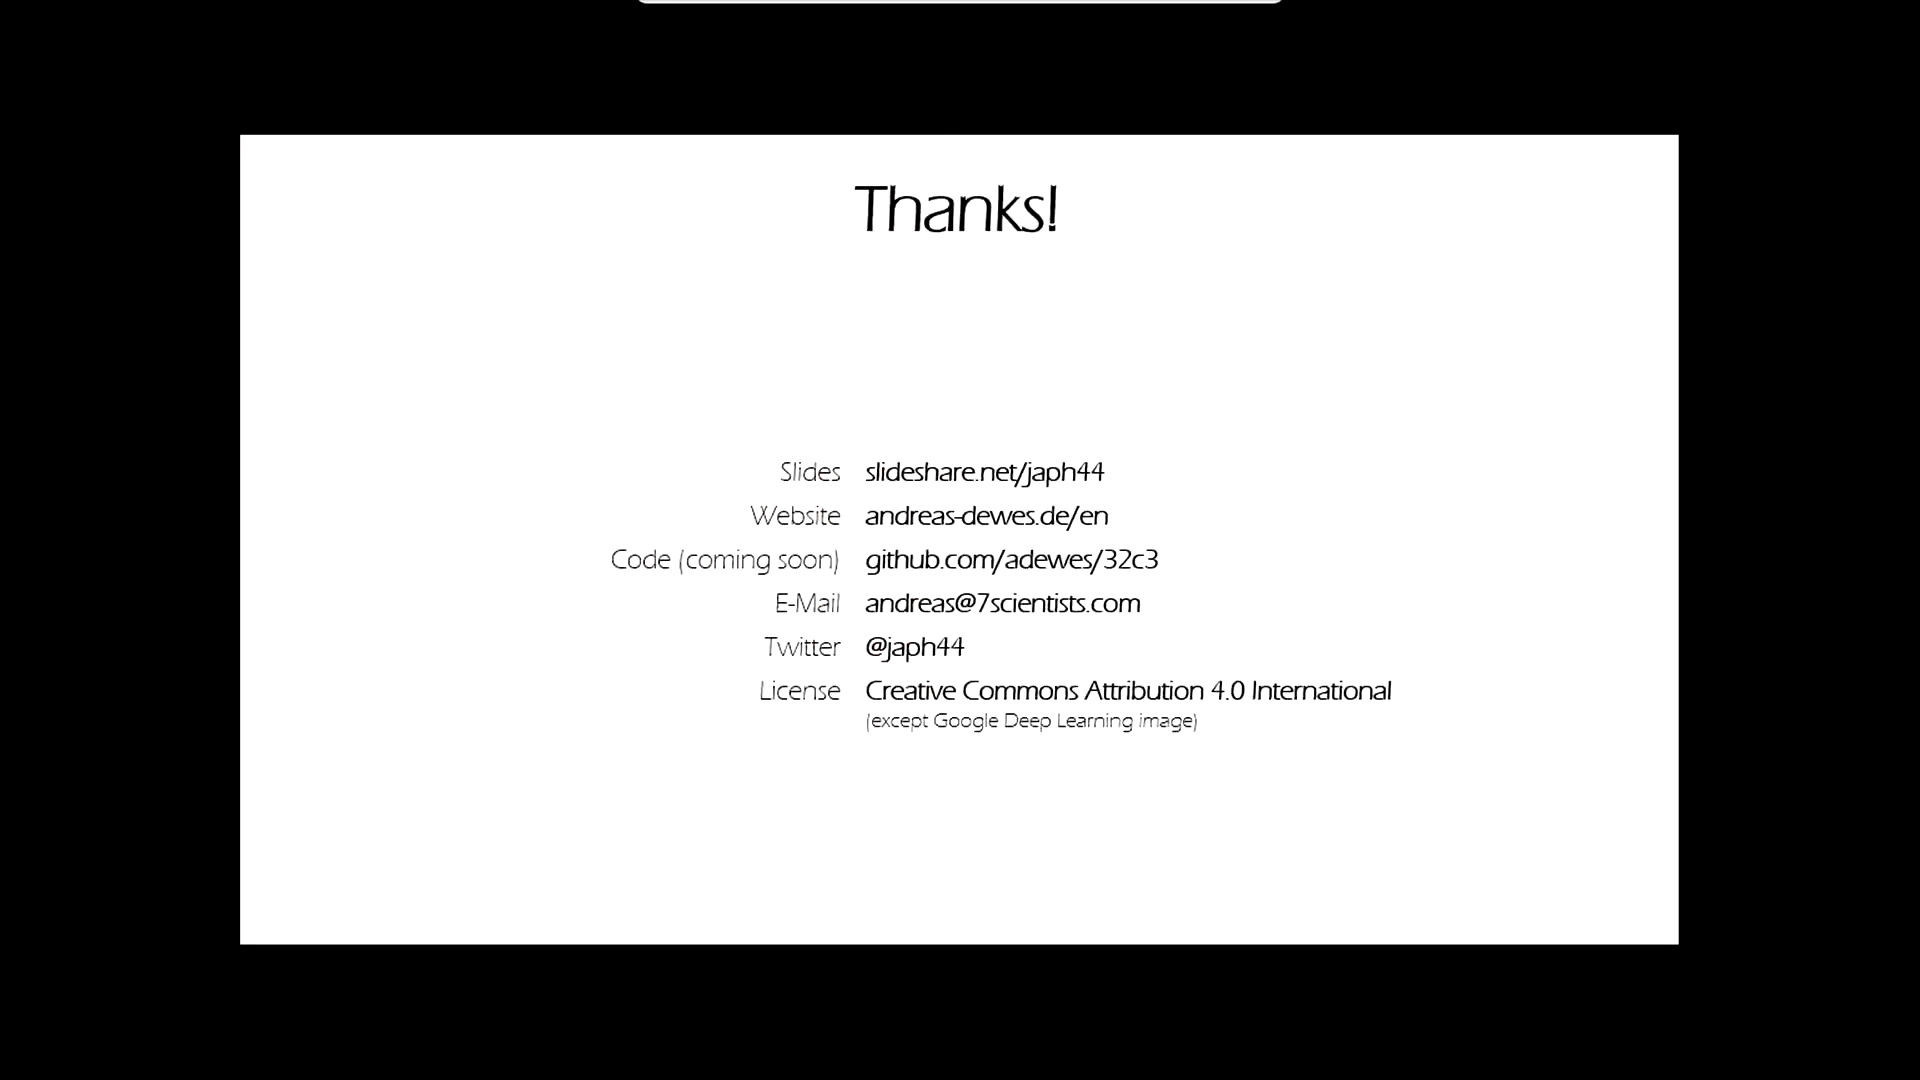 Thanks!
Slides slideshare.net/japh44
Website andreas-dewes.de/en
Code (coming soon) github.com/adewes/32c3
E-Mail andreas@7scientists.com
Twitter @japh44
License Creative Commons Attribution 4.0 International
(except Google Deep Learning image)